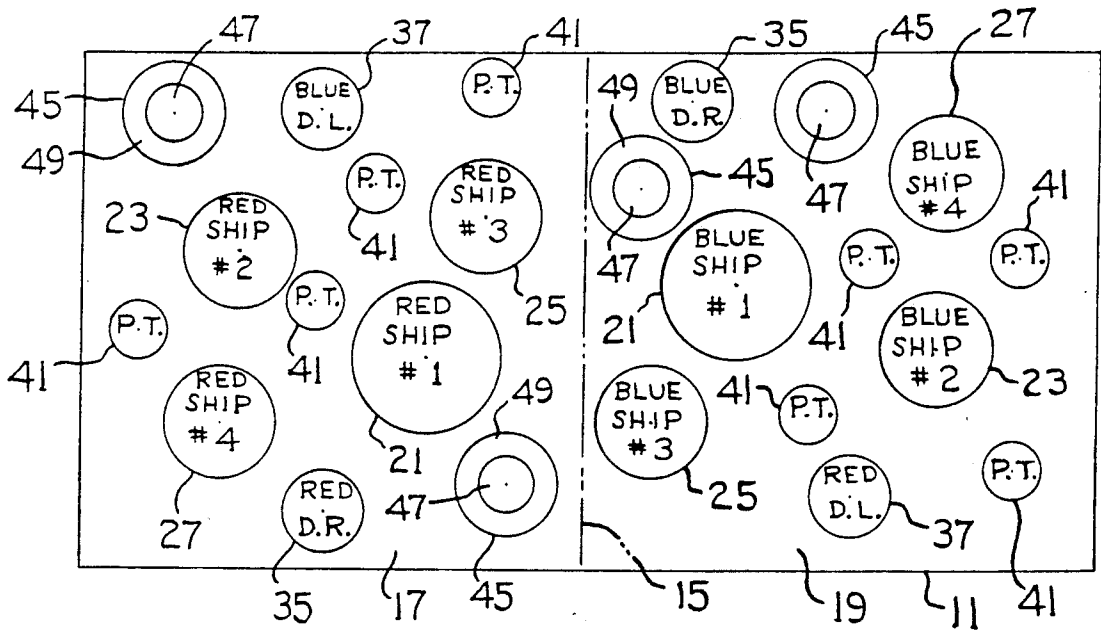 47
37
41
35
45
27
45
49
BLUE
D.L.
P.T.
BLUE
D.R.
49
45
47
BLUE
SHIP
#4
41
P.T.
41
RED
SHIP
#3
25
23
RED
SHIP
#2
47
BLUE
SHIP
#1
21
P.T.
41
P.T.
P.T.
41
P.T.
41
RED
SHIP
#1
21
BLUE
SHIP
#2
23
RED
SHIP
#4
27
49
BLUE
SHIP
#3
25
41
P.T.
RED
D.R.
35
47
45
RED
D.L.
37
P.T.
41
17
15
19
11